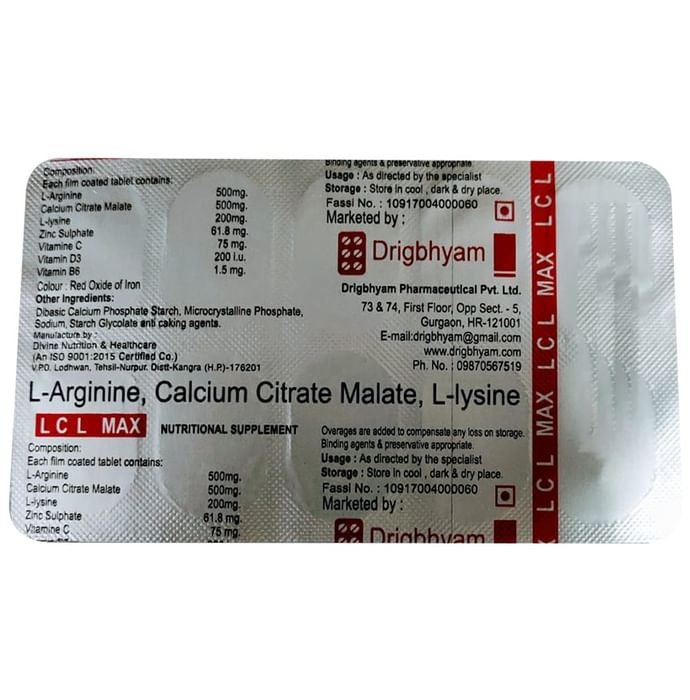 Composition:
Each film coated tablet contains:
L-Arginine 500mg.
Calcium Citrate Malate 500mg.
L-lysine 200mg.
Zinc Sulphate 61.8 mg.
Vitamine C 75 mg.
Vitamin D3 200 i.u.
Vitamin B6 1.5 mg.
Colour : Red Oxide of Iron
Other Ingredients:
Dibasic Calcium Phosphate Starch, Microcrystalline Phosphate,
Sodium, Starch Glycolate anti caking agents.
Manufacture by :
Divine Nutrition & Healthcare
(An ISO 9001:2015 Certified Co.)
V.P.O. Lodhwan, Tehsil-Nurpur. Distt-Kangra (H.P.)-176201
Binding agents & preservative appropriate.
Usage : As directed by the specialist
Storage : Store in cool , dark & dry place.
Fassi No. : 10917004000060
Marketed by :
Drigbhyam
Drigbhyam Pharmaceutical Pvt. Ltd.
73 & 74, First Floor, Opp Sect. - 5,
Gurgaon, HR-121001
E-mail:drigbhyam@gmail.com
www.drigbhyam.com
Ph. No. : 09870567519
L-Arginine, Calcium Citrate Malate, L-lysine
L C L MAX NUTRITIONAL SUPPLEMENT
Composition:
Each film coated tablet contains:
L-Arginine 500mg.
Calcium Citrate Malate 500mg.
L-lysine 200mg.
Zinc Sulphate 61.8 mg.
Vitamine C 75 mg.
Overages are added to compensate any loss on storage.
Binding agents & preservative appropriate.
Usage : As directed by the specialist
Storage : Store in cool , dark & dry place.
Fassi No. : 10917004000060
Marketed by :
Drigbhyam
L C L MAX L C L MAX L C L